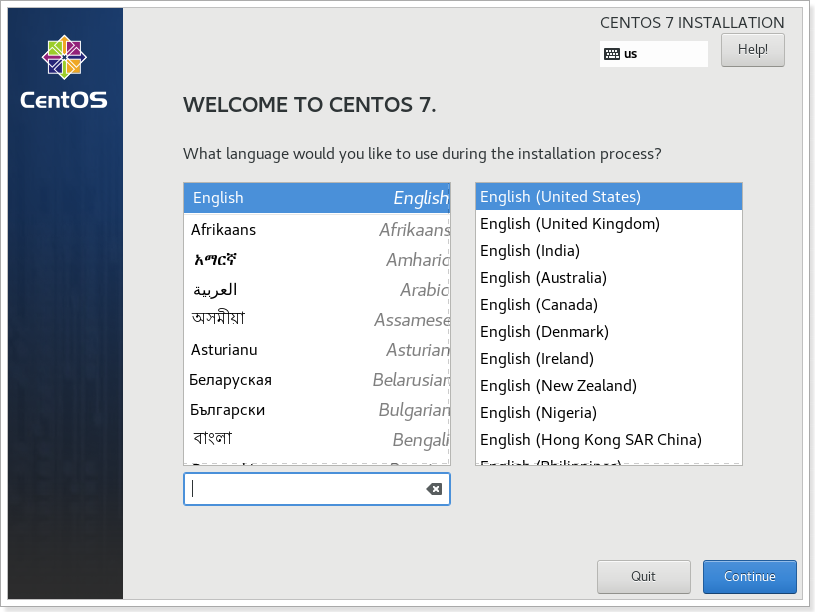 CentOS
CENTOS 7 INSTALLATION
us
Help!
WELCOME TO CENTOS 7.
What language would you like to use during the installation process?
English English
Afrikaans Afrikaans
አማርኛ Amharic
العربية Arabic
অসমীয়া Assamese
Asturianu Asturian
Беларуская Belarusian
Български Bulgarian
বাংলা Bengali
English (United States)
English (United Kingdom)
English (India)
English (Australia)
English (Canada)
English (Denmark)
English (Ireland)
English (New Zealand)
English (Nigeria)
English (Hong Kong SAR China)
English (Philippines)
Quit
Continue